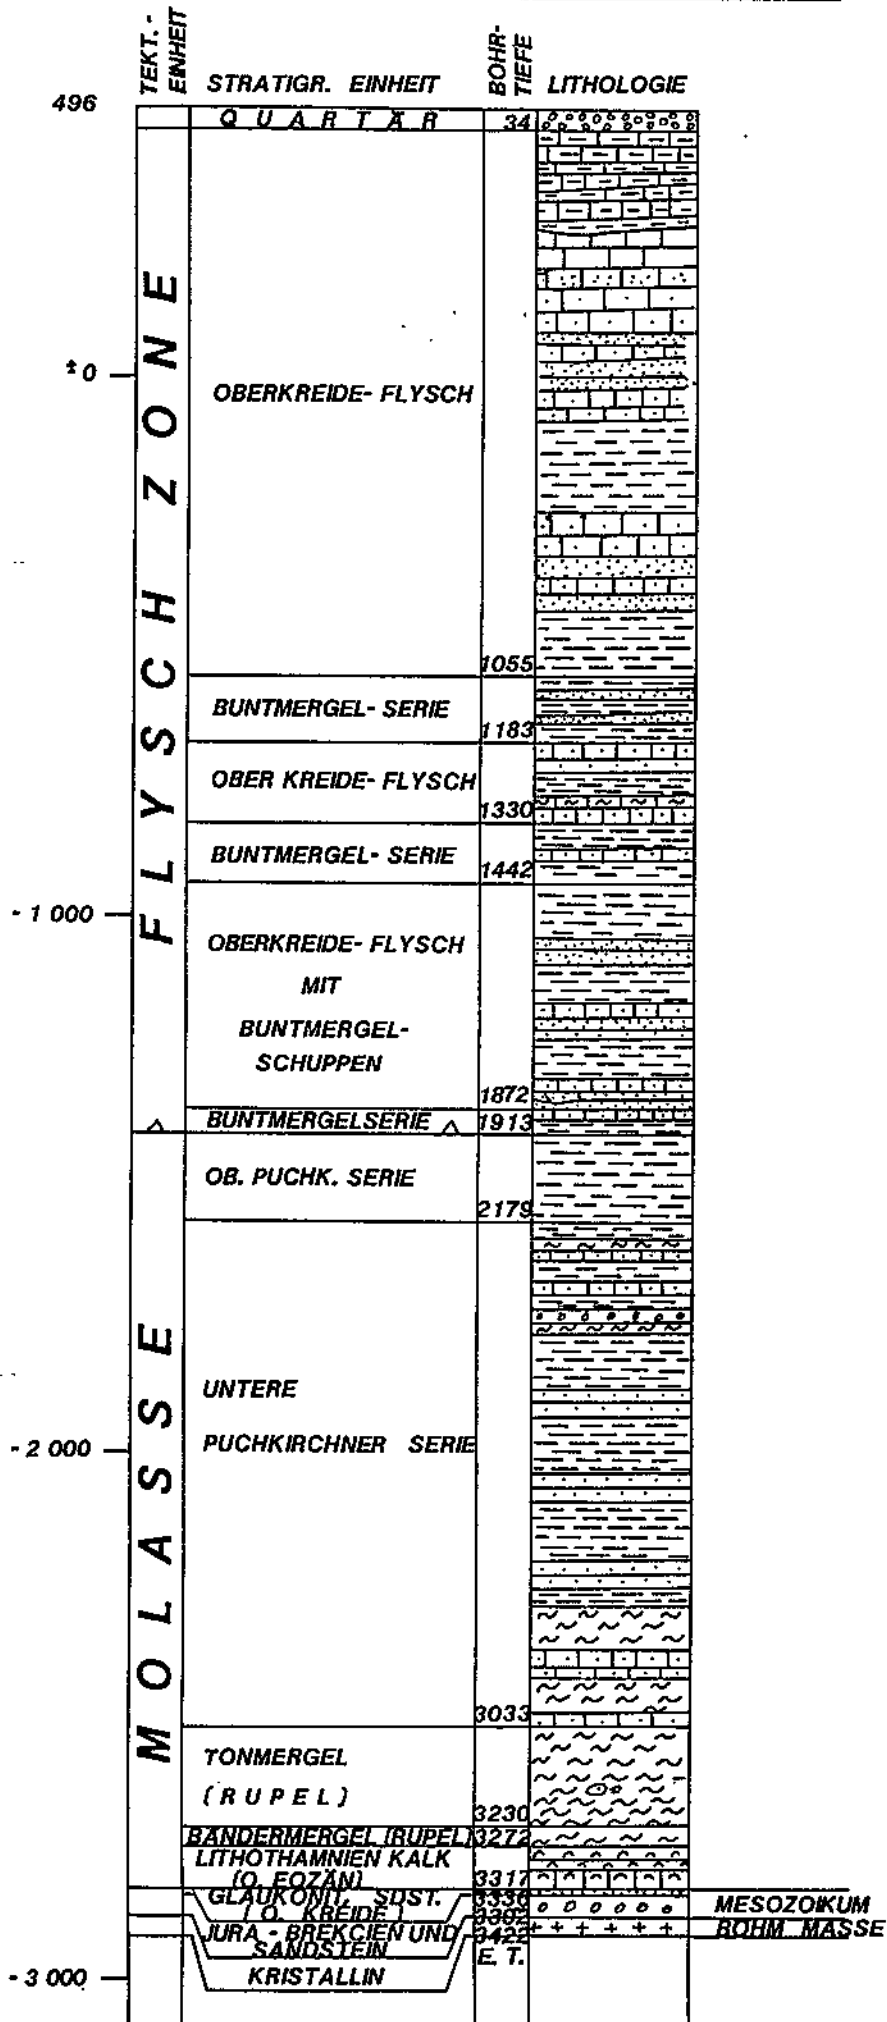 TEKT.-
EINHEIT
STRATIGR. EINHEIT
BOHR-
TIEFE
LITHOLOGIE
496
QUARTÄR
34
FLYSCH ZONE
±0
OBERKREIDE-FLYSCH
1055
BUNTMERGEL-SERIE
1183
OBER KREIDE-FLYSCH
1330
BUNTMERGEL-SERIE
1442
-1 000
OBERKREIDE-FLYSCH
MIT
BUNTMERGEL-
SCHUPPEN
1872
BUNTMERGELSERIE
1913
MOLASSE
OB. PUCHK. SERIE
2179
UNTERE
PUCHKIRCHNER SERIE
-2 000
3033
TONMERGEL
(RUPEL)
3230
BÄNDERMERGEL (RUPEL)
3272
LITHOTHAMNIEN KALK
(O. EOZÄN)
3317
GLAUKONIT. SDST.
(O. KREIDE)
3336
MESOZOIKUM
JURA-BREKCIEN UND
SANDSTEIN
BÖHM MASSE
3422
E. T.
KRISTALLIN
-3 000